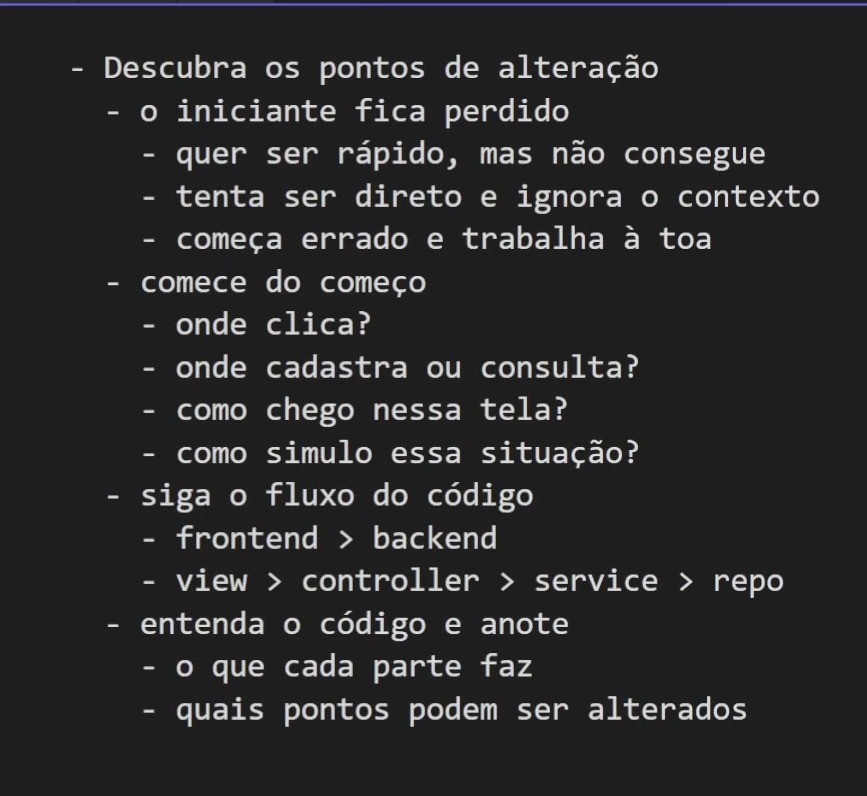 - Descubra os pontos de alteração
- o iniciante fica perdido
- quer ser rápido, mas não consegue
- tenta ser direto e ignora o contexto
- começa errado e trabalha à toa
- comece do começo
- onde clica?
- onde cadastra ou consulta?
- como chego nessa tela?
- como simulo essa situação?
- siga o fluxo do código
- frontend > backend
- view > controller > service > repo
- entenda o código e anote
- o que cada parte faz
- quais pontos podem ser alterados